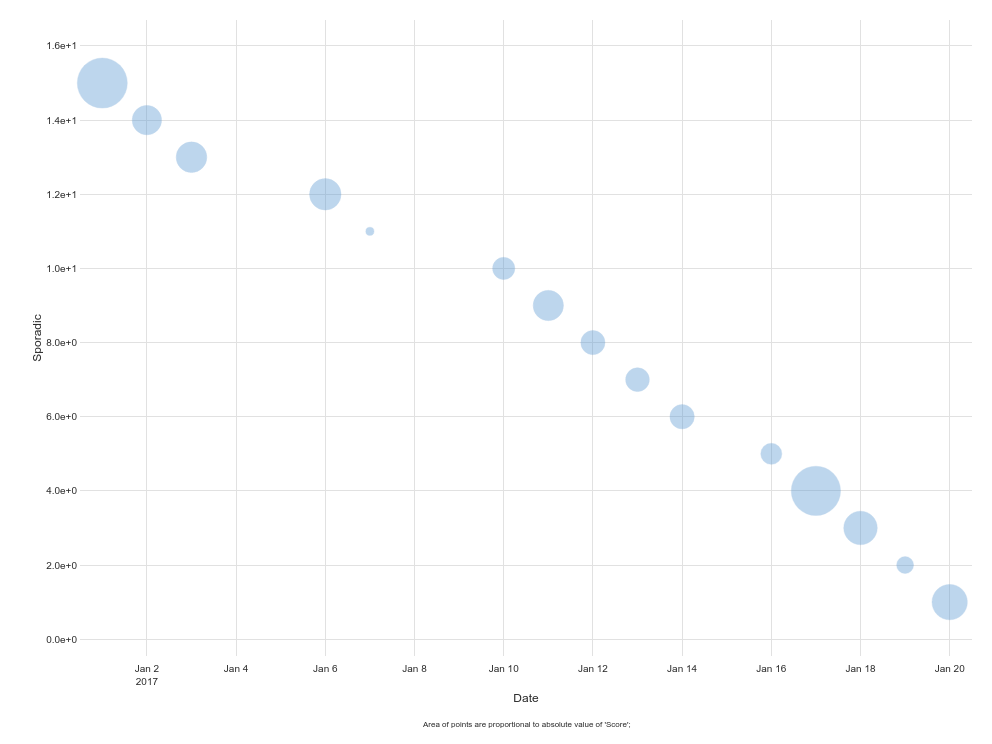 1.6e+1
1.4e+1
1.2e+1
1.0e+1
8.0e+0
6.0e+0
4.0e+0
2.0e+0
0.0e+0
Sporadic
Jan 2 Jan 4 Jan 6 Jan 8 Jan 10 Jan 12 Jan 14 Jan 16 Jan 18 Jan 20
2017
Date
Area of points are proportional to absolute value of 'Score';